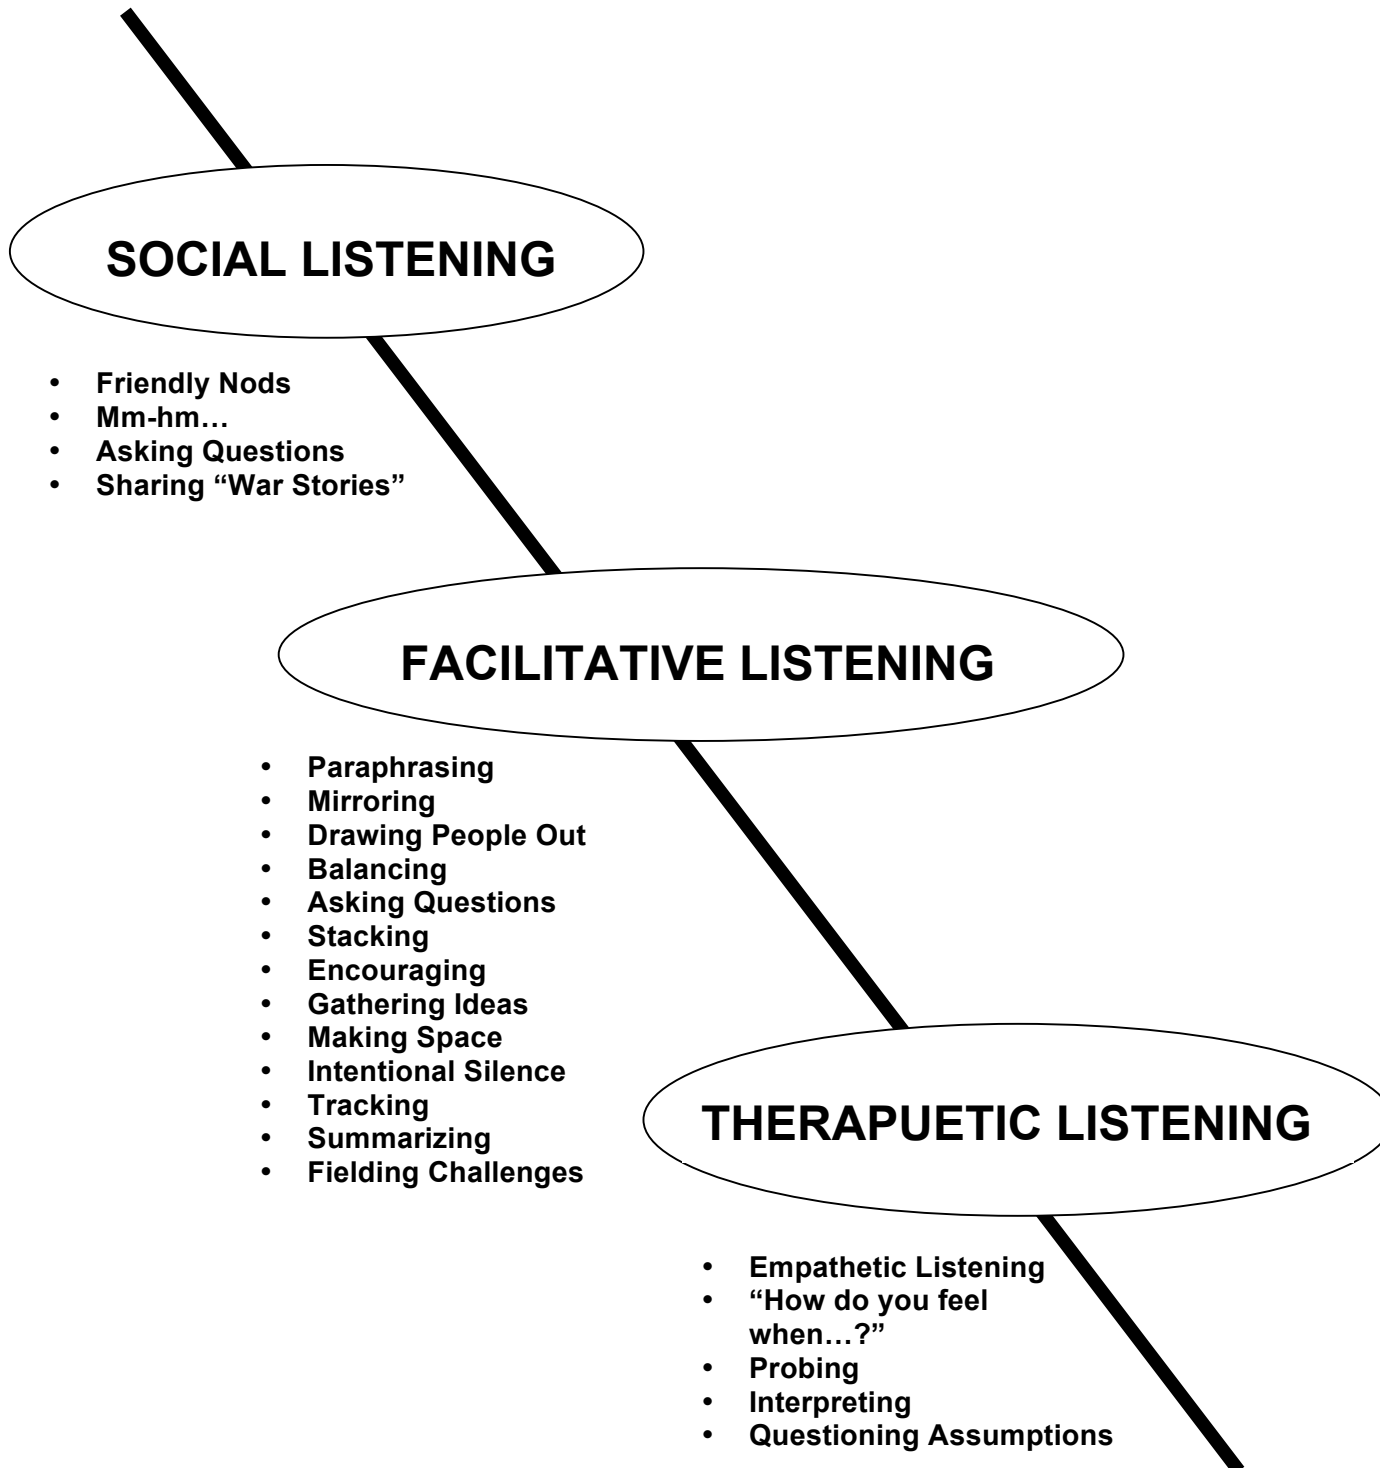 SOCIAL LISTENING
• Friendly Nods
• Mm-hm…
• Asking Questions
• Sharing “War Stories”
FACILITATIVE LISTENING
• Paraphrasing
• Mirroring
• Drawing People Out
• Balancing
• Asking Questions
• Stacking
• Encouraging
• Gathering Ideas
• Making Space
• Intentional Silence
• Tracking
• Summarizing
• Fielding Challenges
THERAPUETIC LISTENING
• Empathetic Listening
• “How do you feel
when…?”
• Probing
• Interpreting
• Questioning Assumptions